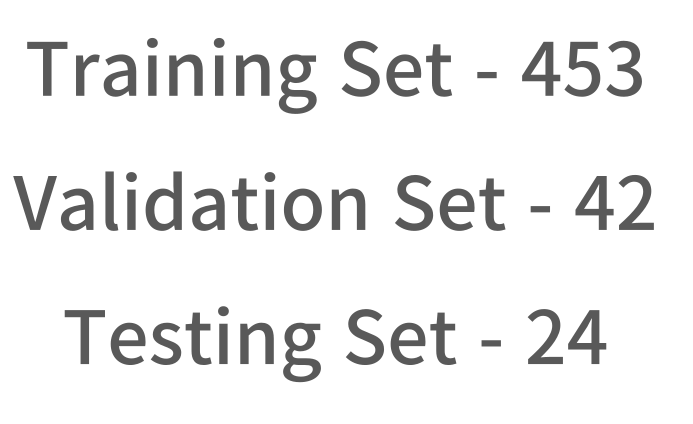 Training Set - 453
Validation Set - 42
Testing Set - 24